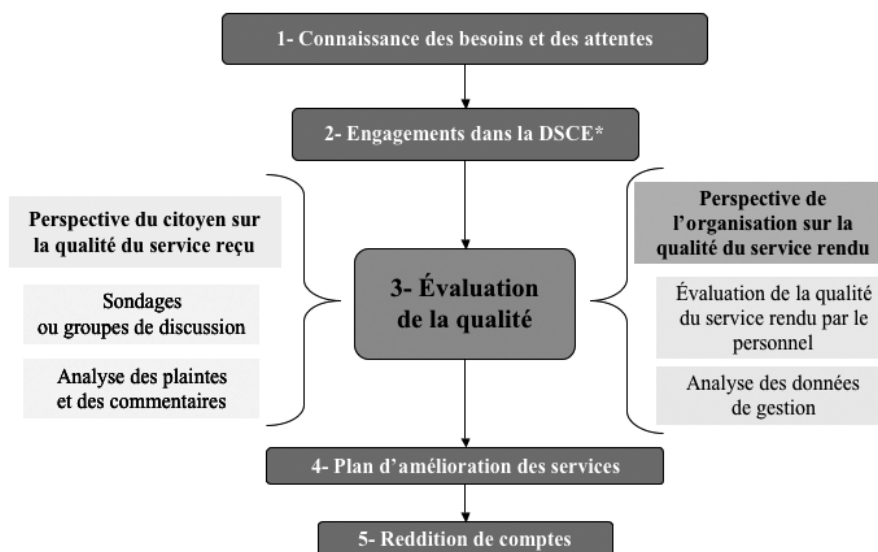 1- Connaissance des besoins et des attentes
2- Engagements dans la DSCE*
Perspective du citoyen sur
la qualité du service reçu
Sondages
ou groupes de discussion
Analyse des plaintes
et des commentaires
3- Évaluation
de la qualité
Perspective de
l'organisation sur la
qualité du service rendu
Évaluation de la qualité
du service rendu par le
personnel
Analyse des données
de gestion
4- Plan d'amélioration des services
5- Reddition de comptes